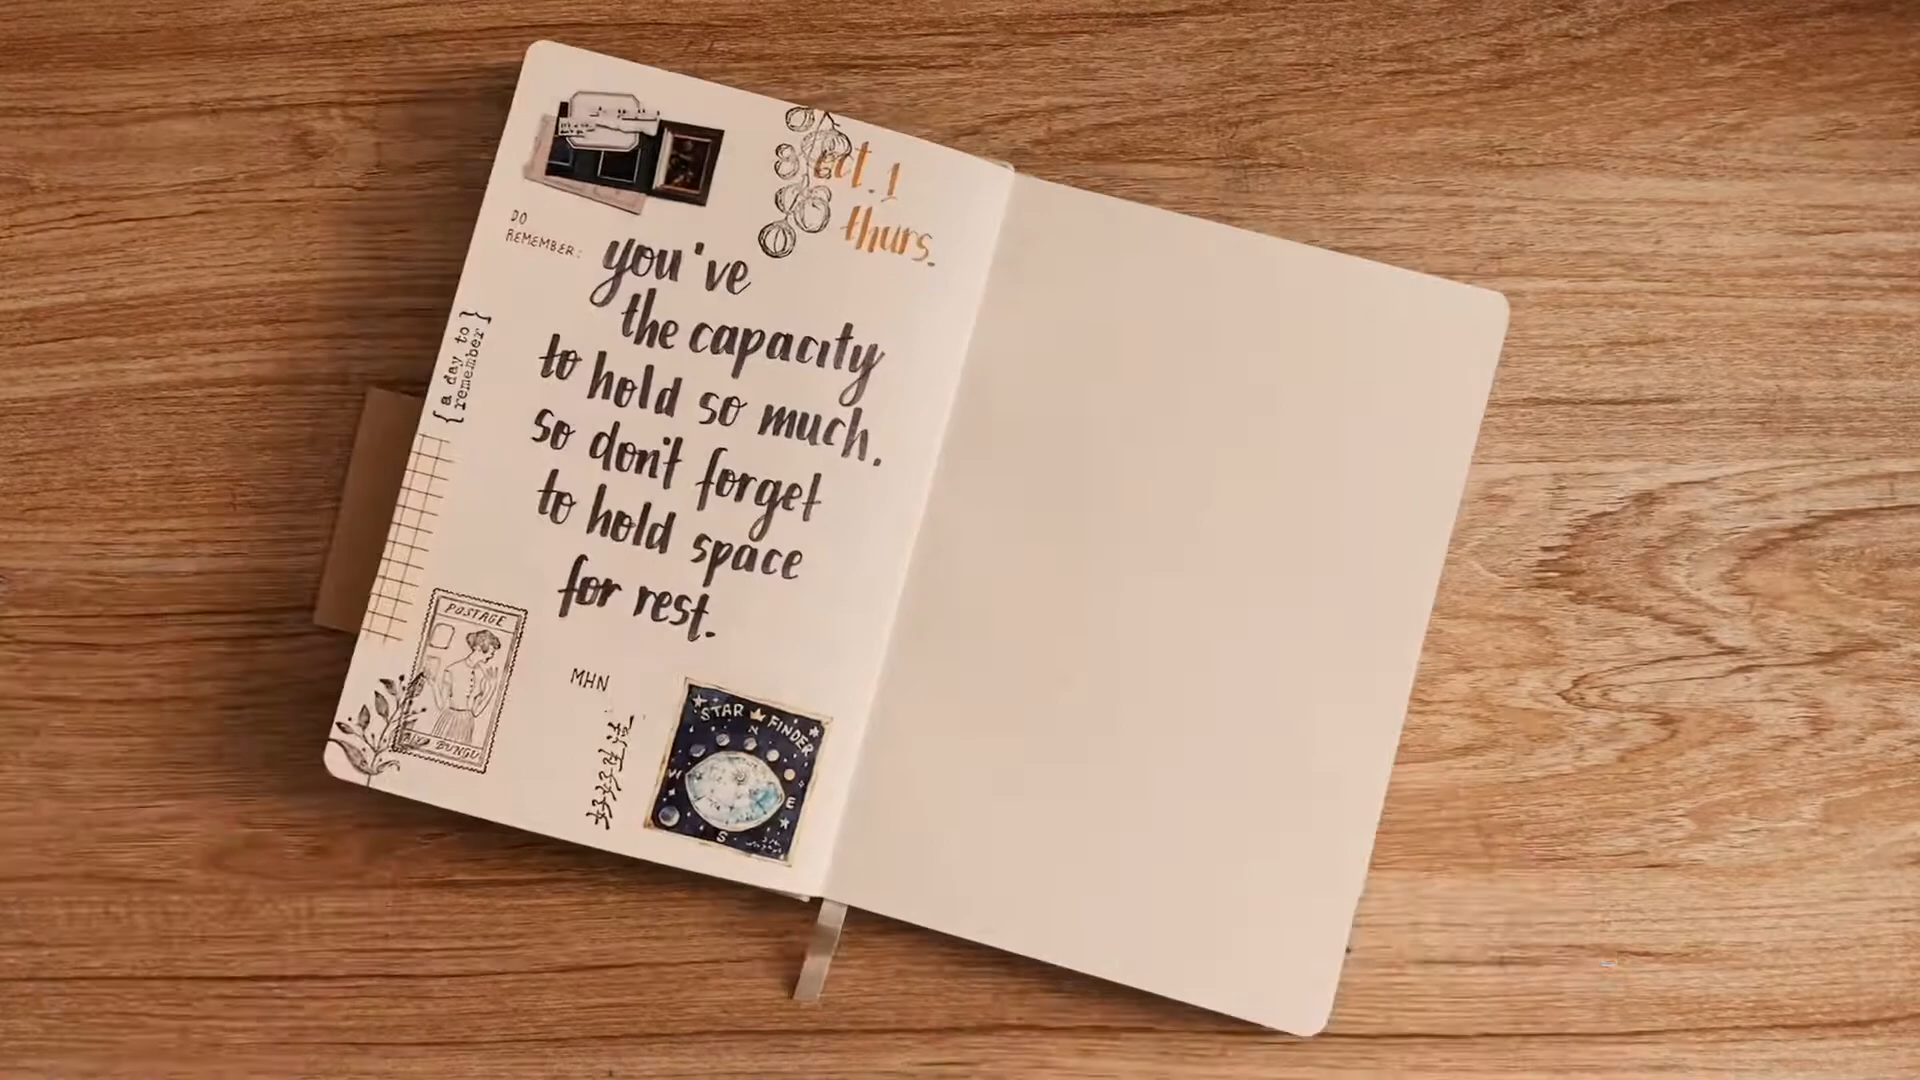 oct. 1
thurs.
DO
REMEMBER:
you've
the capacity
to hold so much.
so don't forget
to hold space
for rest.
{a day to
remember}
POSTAGE
BUNGU
MHN
好好生活
STAR FINDER
N
W
E
S